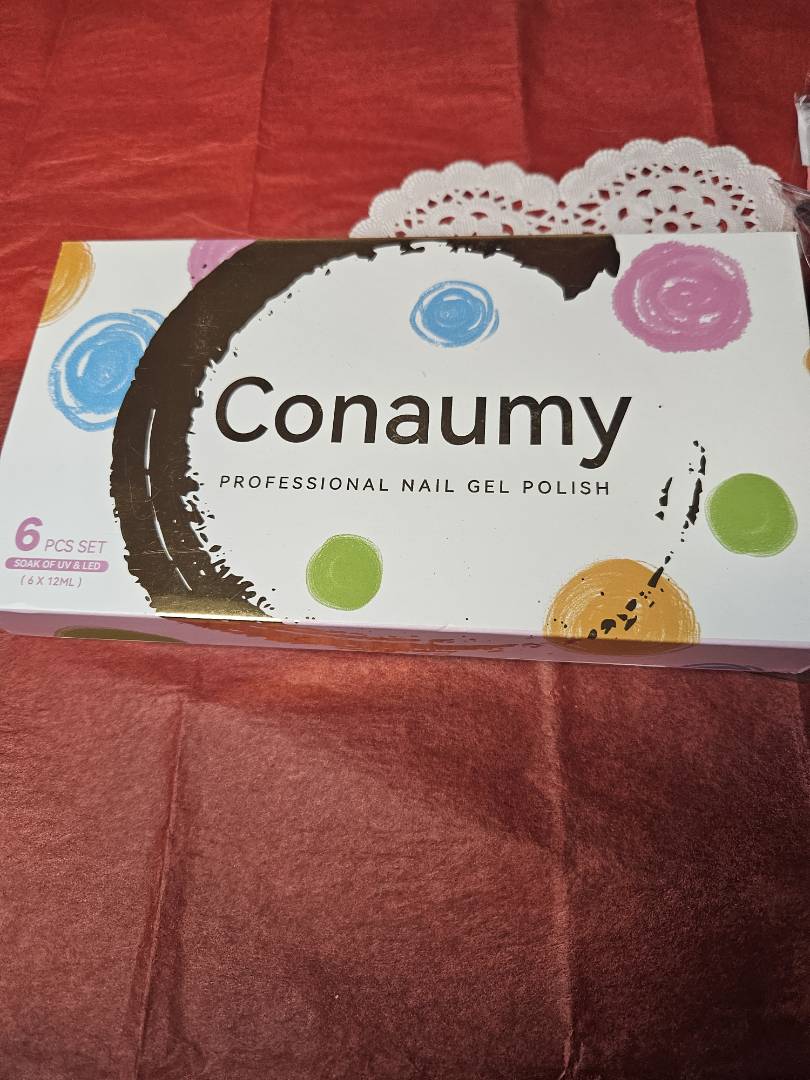 Conaumy
PROFESSIONAL NAIL GEL POLISH
6 PCS SET
SOAK OF UV & LED
( 6 X 12ML )